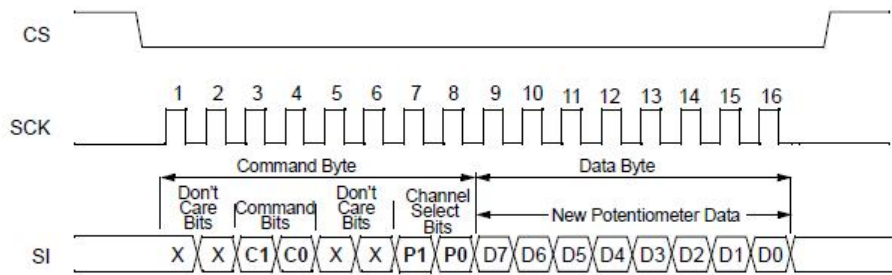 CS
1 2 3 4 5 6 7 8 9 10 11 12 13 14 15 16
SCK
Command Byte Data Byte
Don't Care Bits
Command Bits
Don't Care Bits
Channel Select Bits
New Potentiometer Data
SI X X C1 C0 X X P1 P0 D7 D6 D5 D4 D3 D2 D1 D0